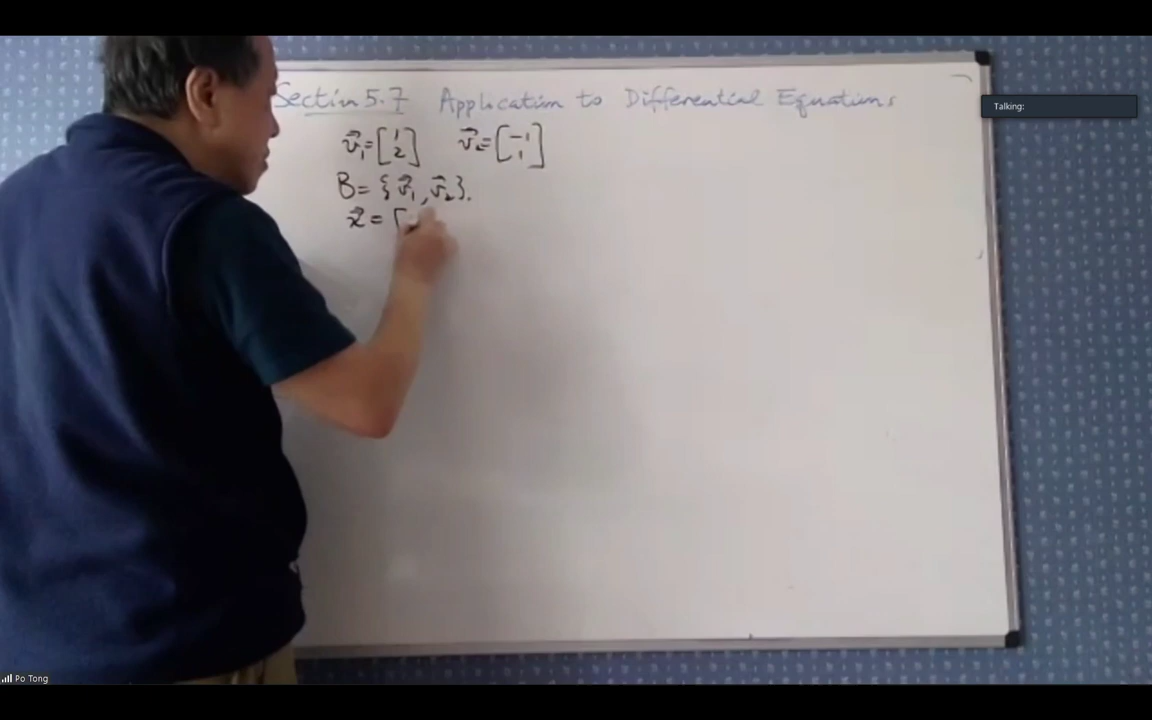 Section 5.7 Application to Differential Equations
v⃗₁ = [1 2] v⃗₂ = [-1 1]
B = {v⃗₁, v⃗₂}.
x⃗ = [
Talking:
Po Tong